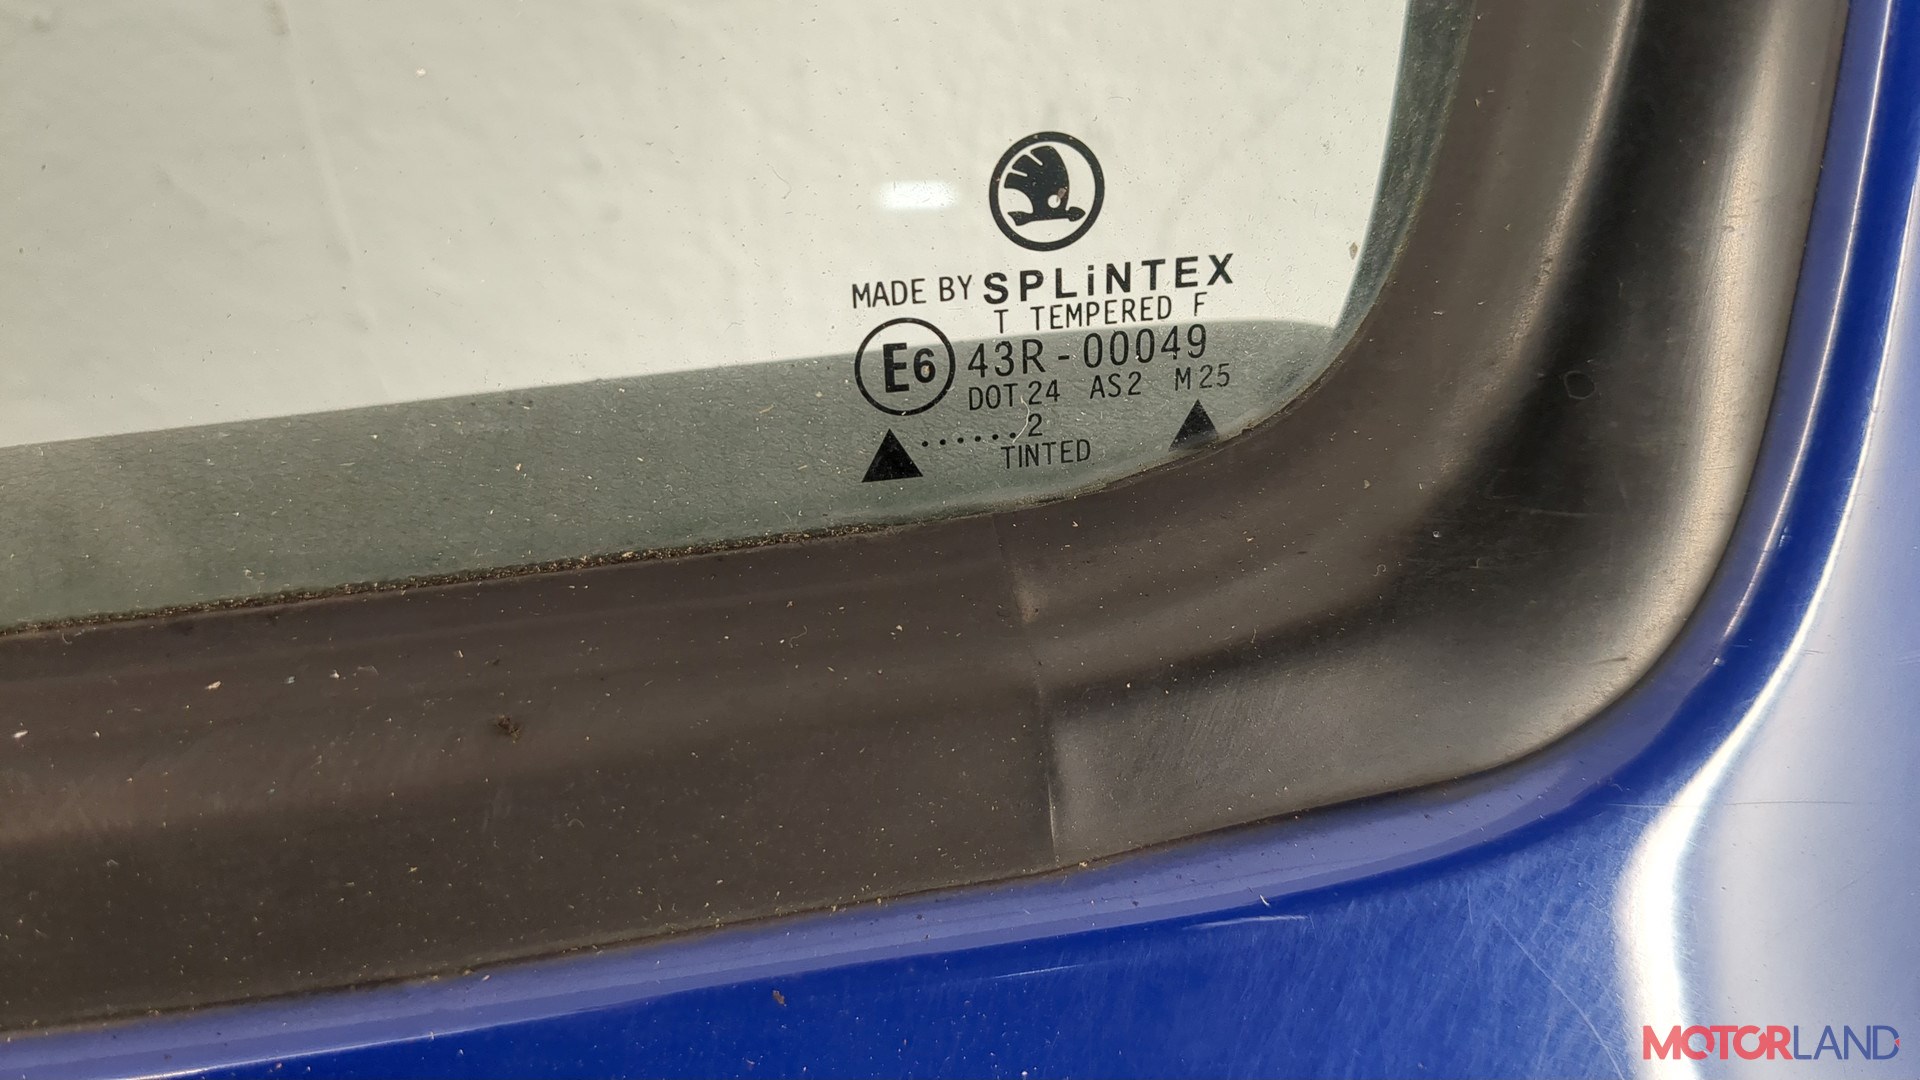 MADE BY SPLiNTEX
T TEMPERED F
E6 43R-00049
DOT 24 AS2 M25
......2
TINTED
MOTORLAND